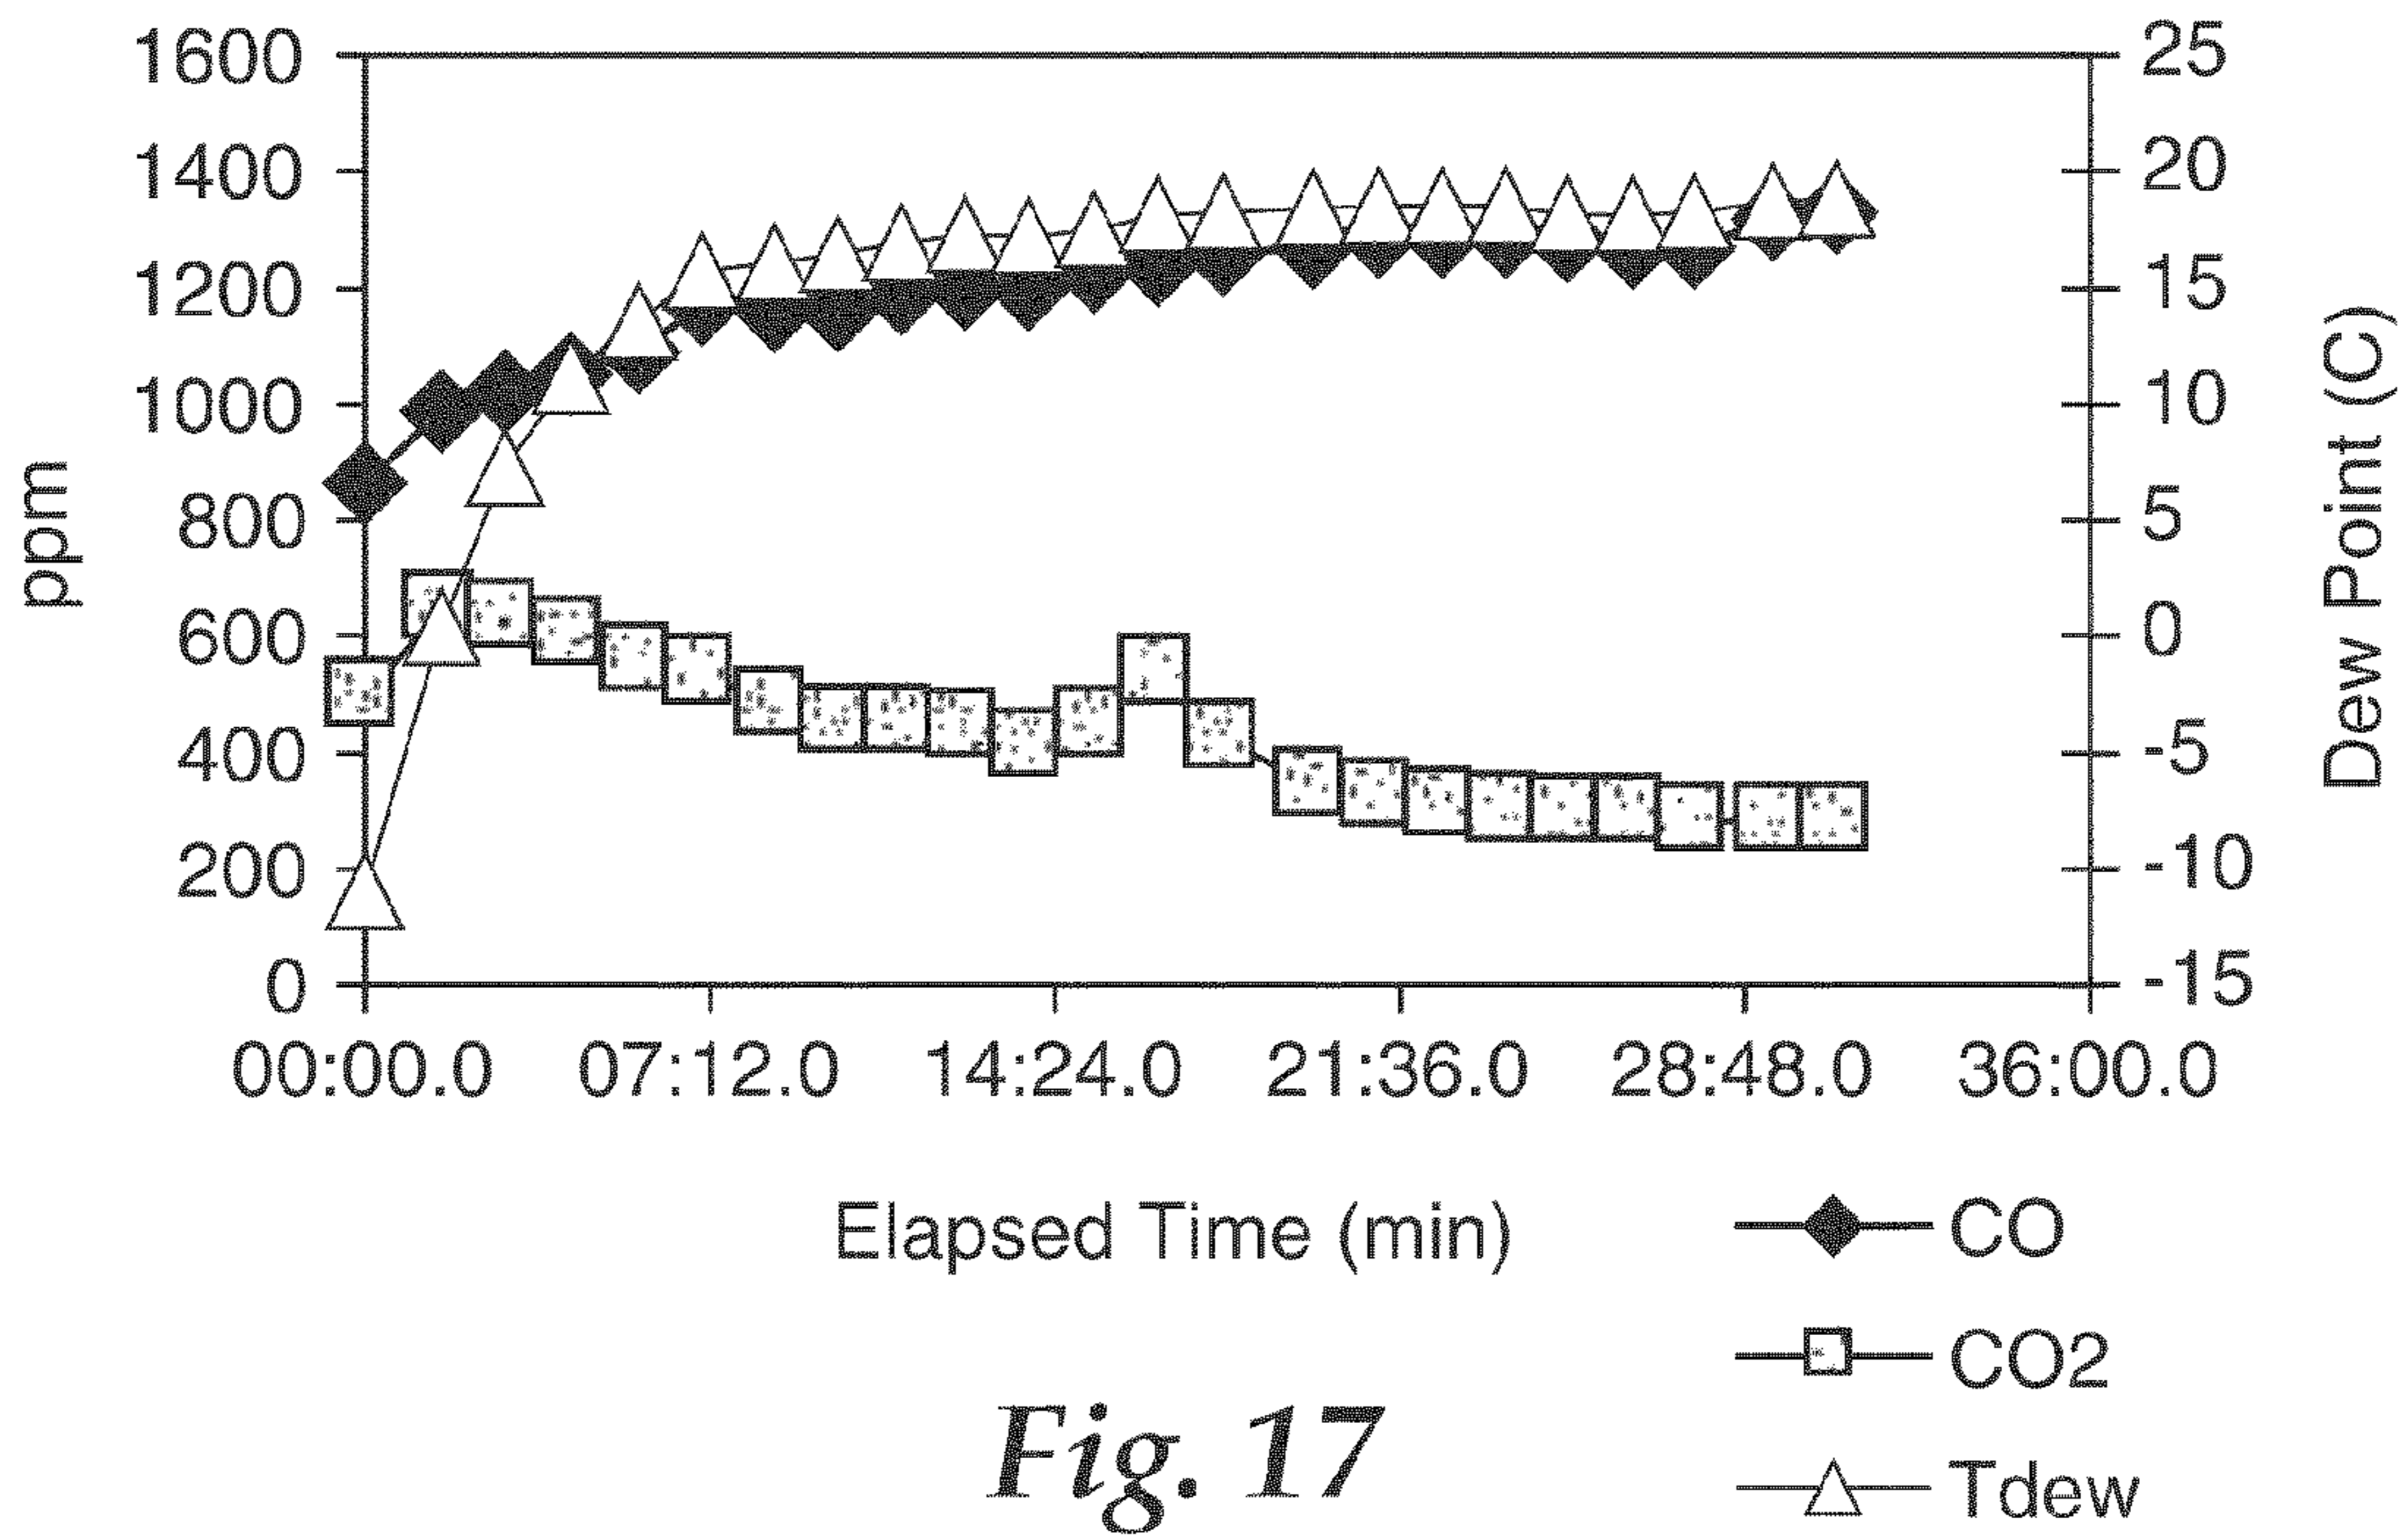 1600
1400
1200
1000
800
600
400
200
0
ppm
25
20
15
10
5
0
-5
-10
-15
Dew Point (C)
00:00.0 07:12.0 14:24.0 21:36.0 28:48.0 36:00.0
Elapsed Time (min)
CO
CO2
Tdew
Fig. 17